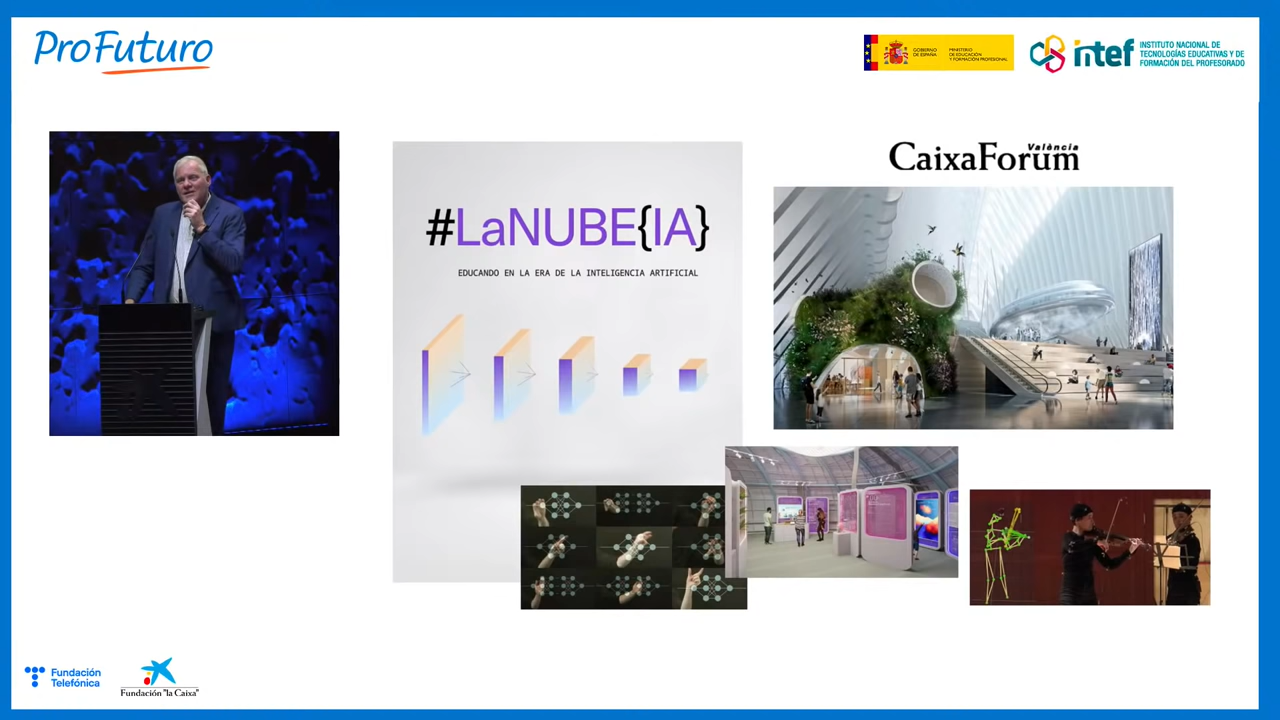 ProFuturo
GOBIERNO
DE ESPAÑA
MINISTERIO
DE EDUCACIÓN
Y FORMACIÓN PROFESIONAL
intef
INSTITUTO NACIONAL DE
TECNOLOGÍAS EDUCATIVAS Y DE
FORMACIÓN DEL PROFESORADO
València
CaixaForum
#LaNUBE{IA}
EDUCANDO EN LA ERA DE LA INTELIGENCIA ARTIFICIAL
Fundación
Telefónica
Fundación "la Caixa"